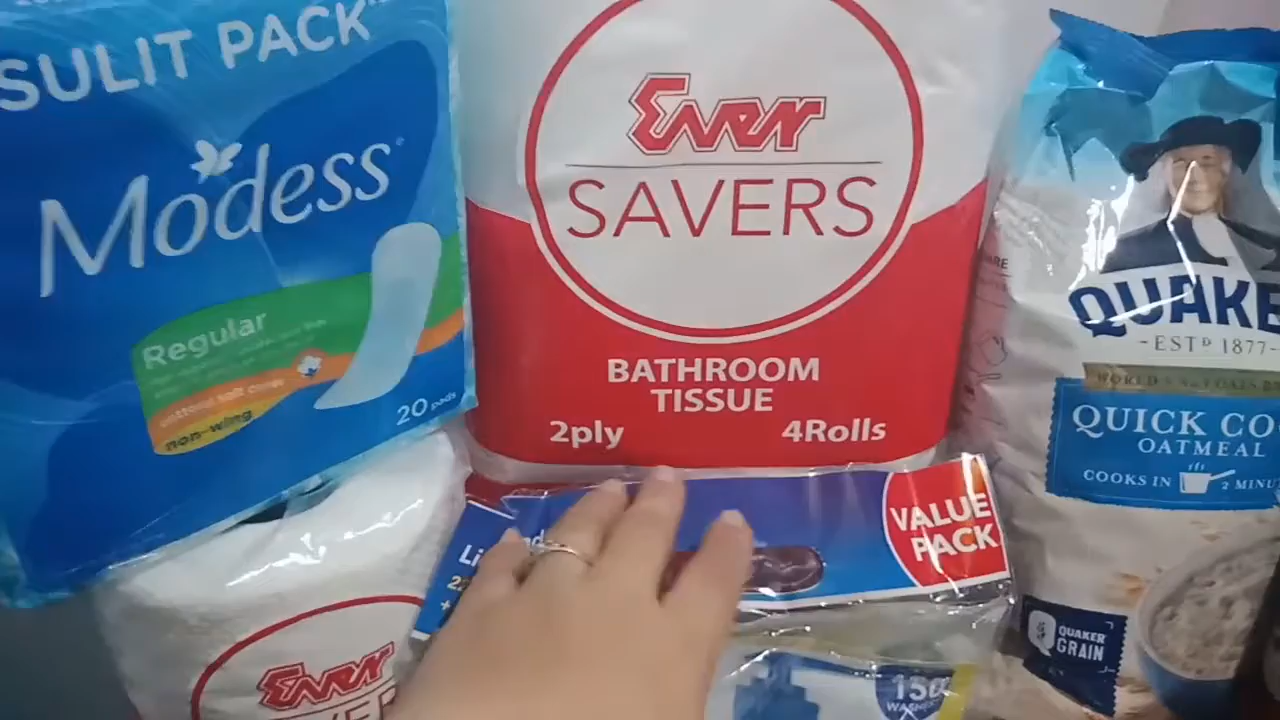 SULIT PACK
Modess
Regular
non-wing
20 pads
Ever
SAVERS
BATHROOM
TISSUE
2ply
4Rolls
QUAKE
-ESTD 1877-
QUICK CO
OATMEAL
COOKS IN
2 MINU
QUAKER
GRAIN
VALUE
PACK
Li
Ever